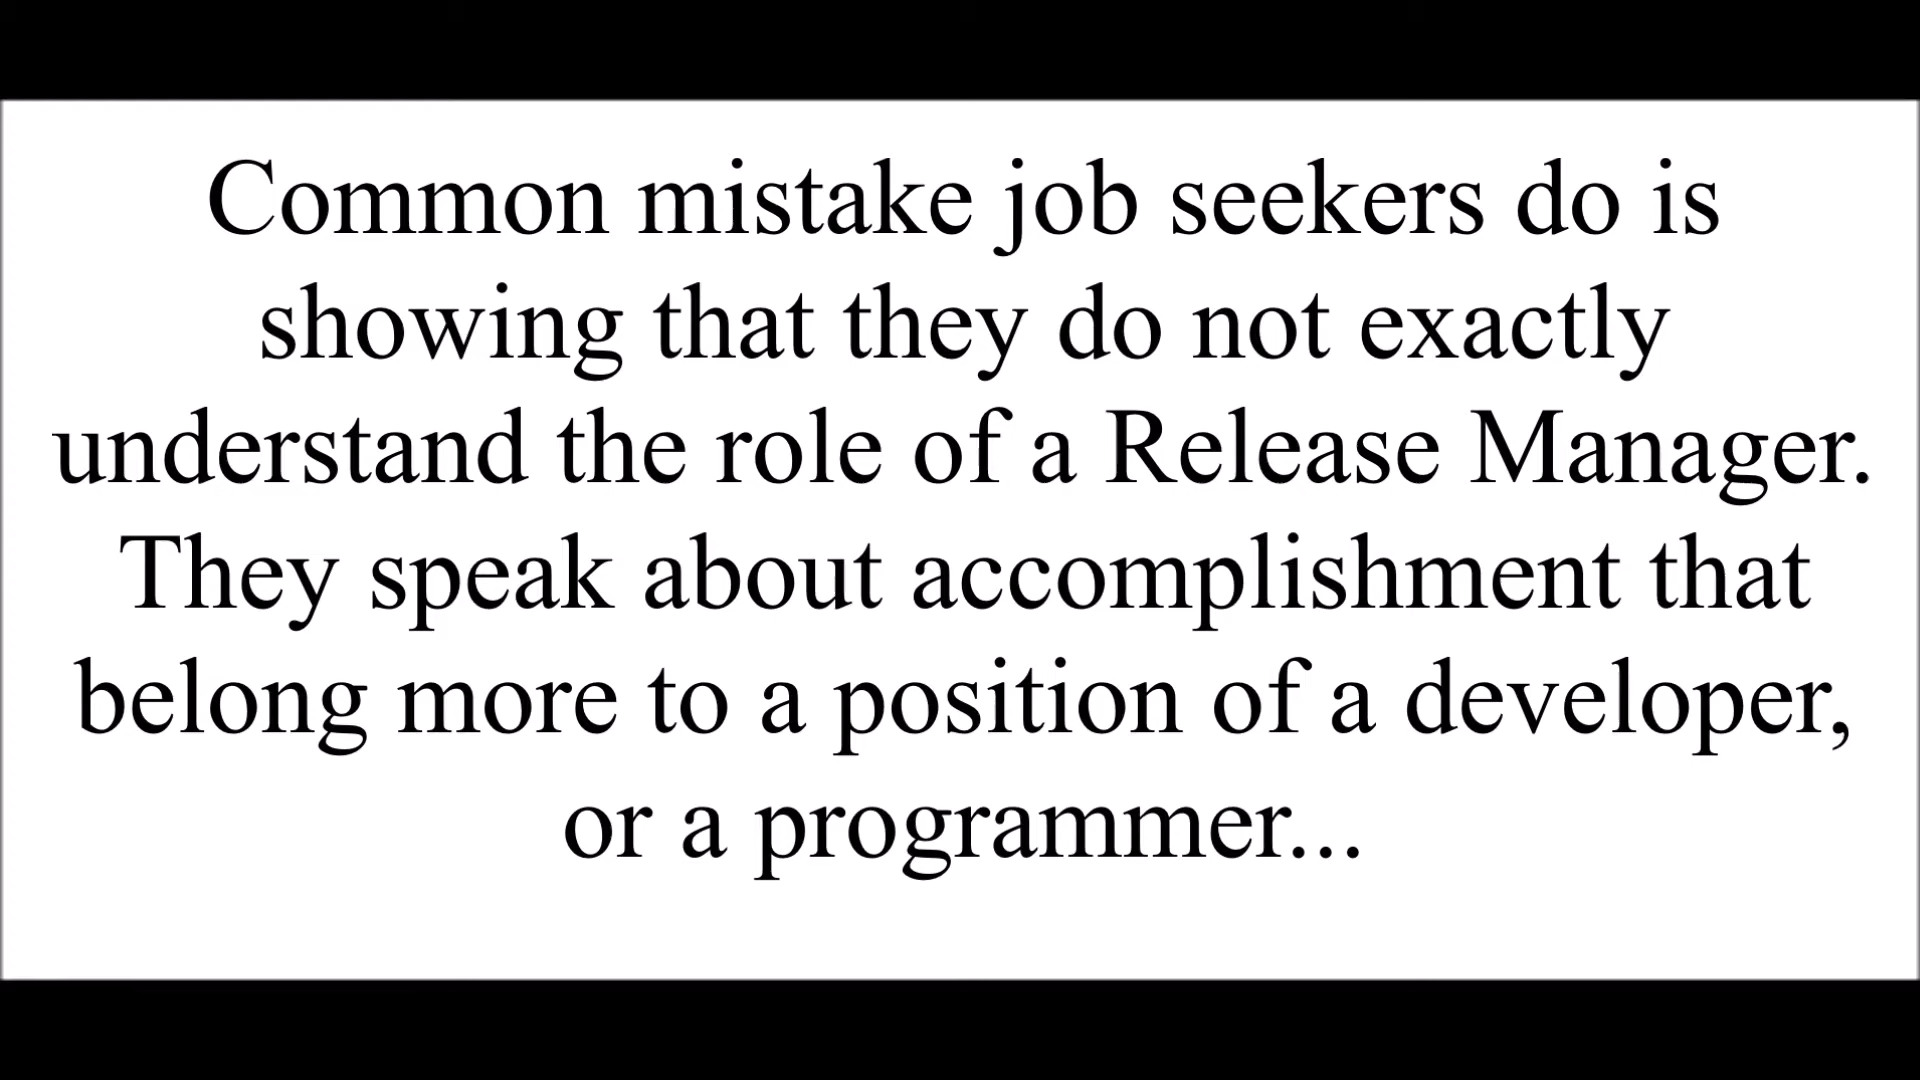 Common mistake job seekers do is
showing that they do not exactly
understand the role of a Release Manager.
They speak about accomplishment that
belong more to a position of a developer,
or a programmer...